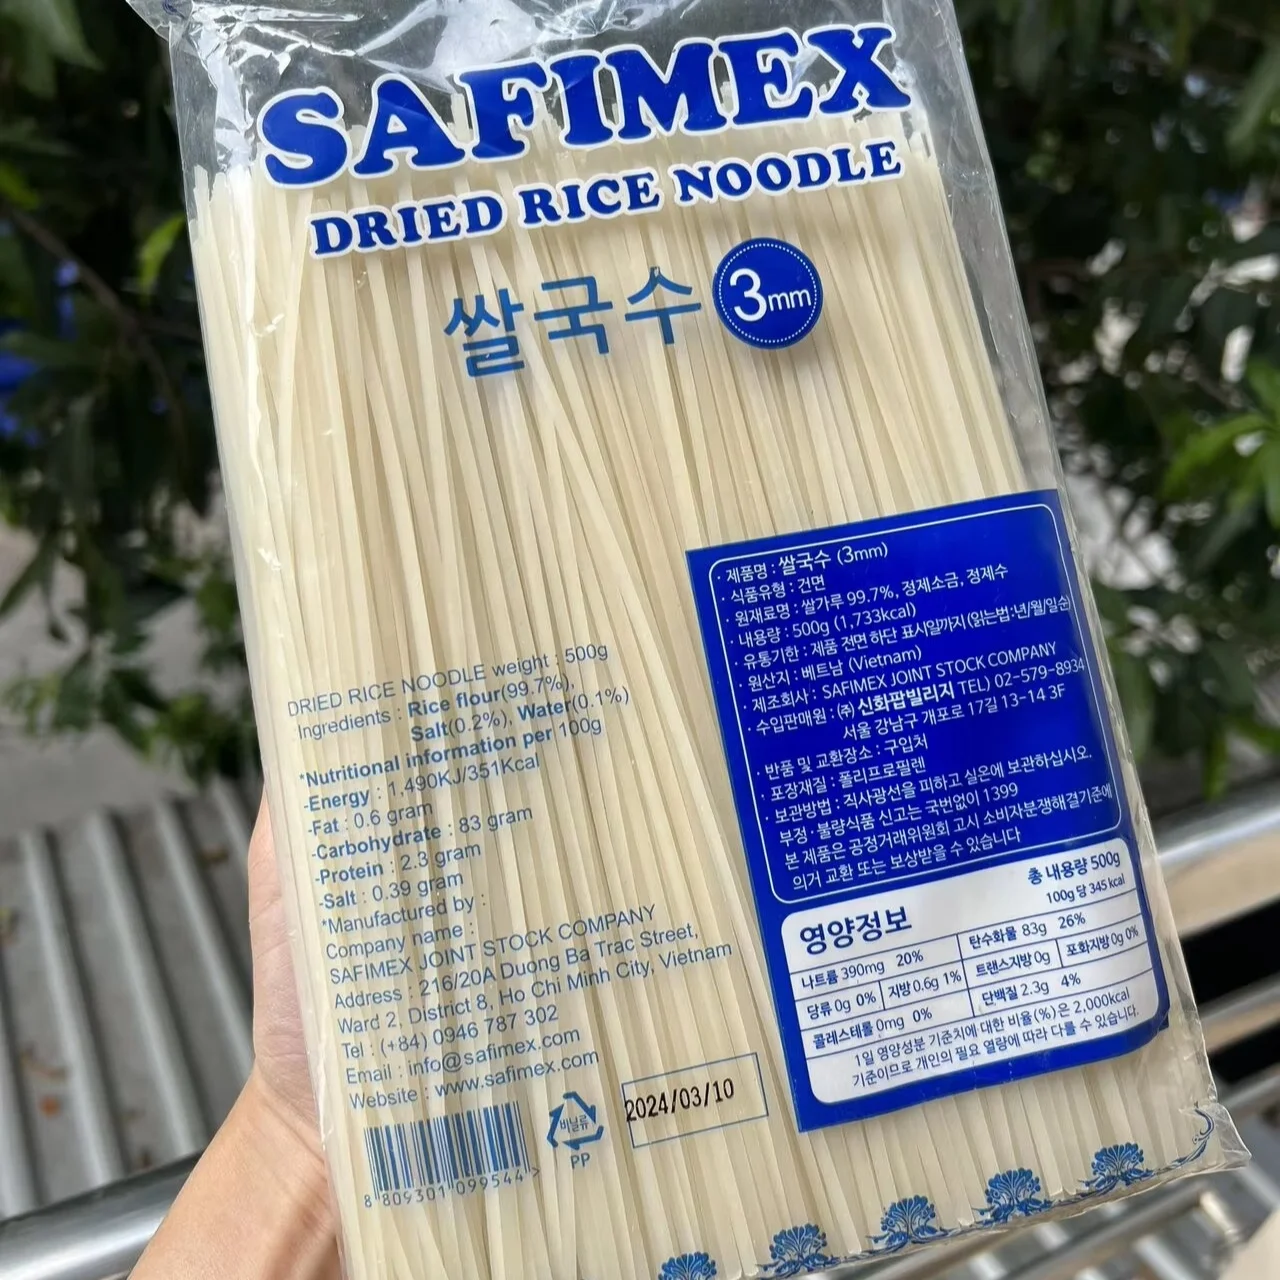 SAFIMEX
DRIED RICE NOODLE
쌀국수 3mm
DRIED RICE NOODLE weight : 500g
Ingredients : Rice flour(99.7%),
Salt(0.2%), Water(0.1%)
*Nutritional information per 100g
-Energy : 1,490KJ/351Kcal
-Fat : 0.6 gram
-Carbohydrate : 83 gram
-Protein : 2.3 gram
-Salt : 0.39 gram
*Manufactured by :
Company name :
SAFIMEX JOINT STOCK COMPANY
Address : 216/20A Duong Ba Trac Street,
Ward 2, District 8, Ho Chi Minh City, Vietnam
Tel : (+84) 0946 787 302
Email : info@safimex.com
Website : www.safimex.com
8 809301 099544 >
비닐류
PP
2024/03/10
· 제품명 : 쌀국수 (3mm)
· 식품유형 : 건면
· 원재료명 : 쌀가루 99.7%, 정제소금, 정제수
· 내용량 : 500g (1,733kcal)
· 유통기한 : 제품 전면 하단 표시일까지(읽는법:년/월/일순)
· 원산지 : 베트남 (Vietnam)
· 제조회사 : SAFIMEX JOINT STOCK COMPANY
· 수입판매원 : (주)신화팝빌리지 TEL) 02-579-8934
서울 강남구 개포로 17길 13-14 3F
· 반품 및 교환장소 : 구입처
· 포장재질 : 폴리프로필렌
· 보관방법 : 직사광선을 피하고 실온에 보관하십시오.
부정·불량식품 신고는 국번없이 1399
본 제품은 공정거래위원회 고시 소비자분쟁해결기준에
의거 교환 또는 보상받을 수 있습니다
영양정보
총 내용량 500g
100g 당 345 kcal
나트륨 390mg 20% 탄수화물 83g 26%
당류 0g 0% 지방 0.6g 1% 트랜스지방 0g 포화지방 0g 0%
콜레스테롤 0mg 0% 단백질 2.3g 4%
1일 영양성분 기준치에 대한 비율(%)은 2,000kcal
기준이므로 개인의 필요 열량에 따라 다를 수 있습니다.